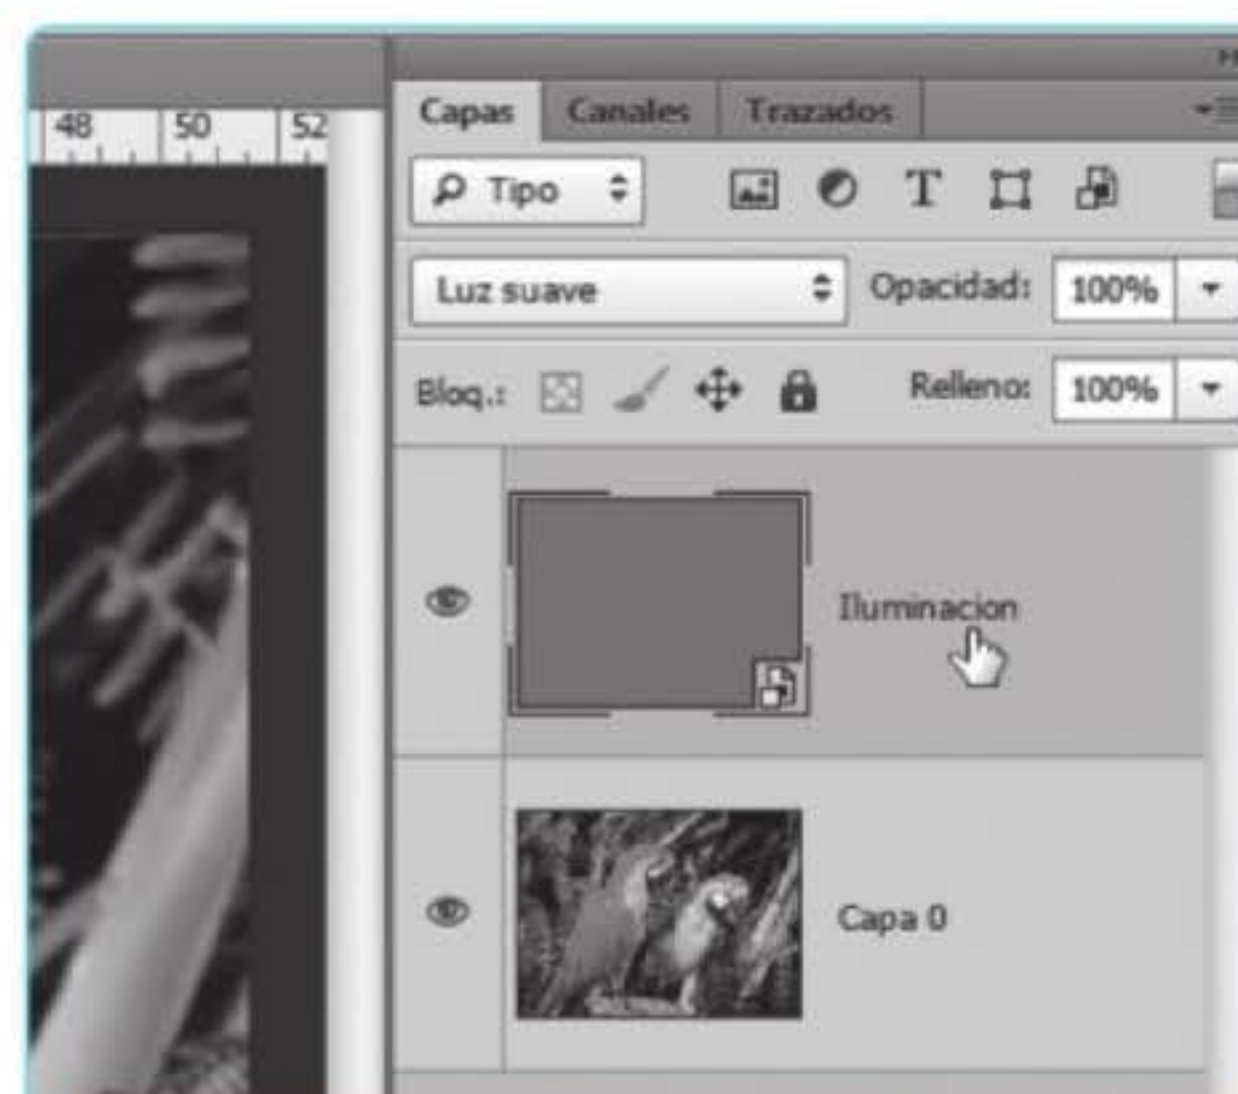 48 50 52
Capas Canales Trazados
Tipo T
Luz suave Opacidad: 100%
Bloq.: Relleno: 100%
Iluminacion
Capa 0